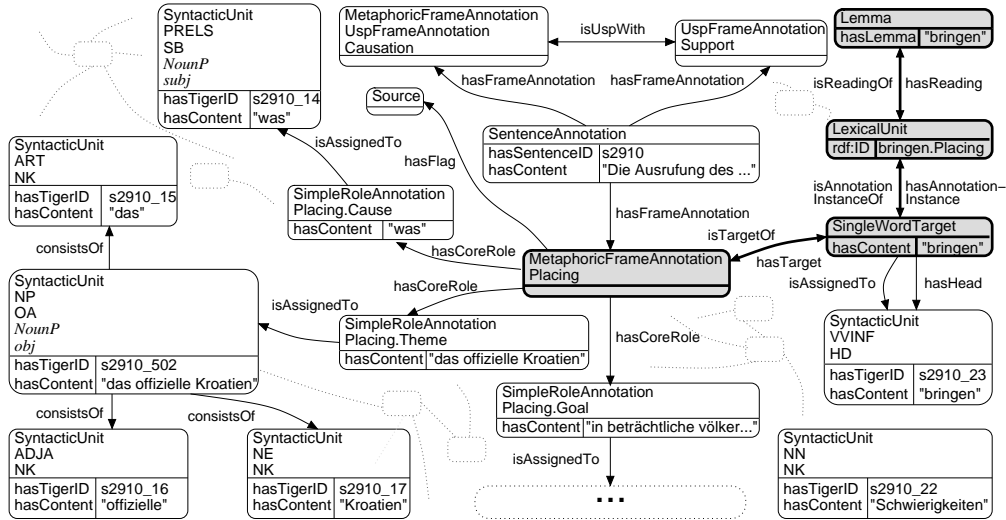 SyntacticUnit
PRELS
SB
NounP
subj
hasTigerID s2910_14
hasContent "was"
MetaphoricFrameAnnotation
UspFrameAnnotation
Causation
isUspWith
UspFrameAnnotation
Support
Lemma
hasLemma "bringen"
hasFrameAnnotation
hasFrameAnnotation
isReadingOf
hasReading
Source
SentenceAnnotation
hasSentenceID s2910
hasContent "Die Ausrufung des ..."
LexicalUnit
rdf:ID bringen.Placing
isAssignedTo
hasFlag
SyntacticUnit
ART
NK
hasTigerID s2910_15
hasContent "das"
SimpleRoleAnnotation
Placing.Cause
hasContent "was"
isAnnotation
InstanceOf
hasAnnotation–
Instance
hasFrameAnnotation
consistsOf
hasCoreRole
isTargetOf
hasTarget
SingleWordTarget
hasContent "bringen"
MetaphoricFrameAnnotation
Placing
SyntacticUnit
NP
OA
NounP
obj
hasTigerID s2910_502
hasContent "das offizielle Kroatien"
isAssignedTo
hasCoreRole
isAssignedTo
hasHead
SimpleRoleAnnotation
Placing.Theme
hasContent "das offizielle Kroatien"
hasCoreRole
SyntacticUnit
VVINF
HD
hasTigerID s2910_23
hasContent "bringen"
consistsOf
consistsOf
SimpleRoleAnnotation
Placing.Goal
hasContent "in beträchtliche völker..."
SyntacticUnit
ADJA
NK
hasTigerID s2910_16
hasContent "offizielle"
SyntacticUnit
NE
NK
hasTigerID s2910_17
hasContent "Kroatien"
isAssignedTo
...
SyntacticUnit
NN
NK
hasTigerID s2910_22
hasContent "Schwierigkeiten"